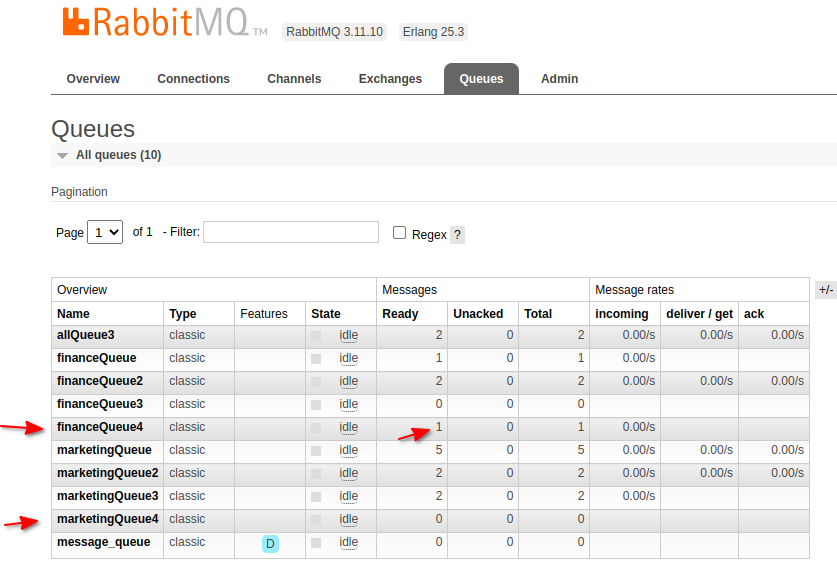 RabbitMQ TM RabbitMQ 3.11.10 Erlang 25.3
Overview Connections Channels Exchanges Queues Admin
Queues
All queues (10)
Pagination
Page 1 of 1 - Filter: Regex ?
Overview Messages Message rates +/-
Name Type Features State Ready Unacked Total incoming deliver / get ack
allQueue3 classic idle 2 0 2 0.00/s 0.00/s 0.00/s
financeQueue classic idle 1 0 1 0.00/s
financeQueue2 classic idle 2 0 2 0.00/s 0.00/s 0.00/s
financeQueue3 classic idle 0 0 0
financeQueue4 classic idle 1 0 1 0.00/s
marketingQueue classic idle 5 0 5 0.00/s 0.00/s 0.00/s
marketingQueue2 classic idle 2 0 2 0.00/s 0.00/s 0.00/s
marketingQueue3 classic idle 2 0 2 0.00/s
marketingQueue4 classic idle 0 0 0
message_queue classic D idle 0 0 0